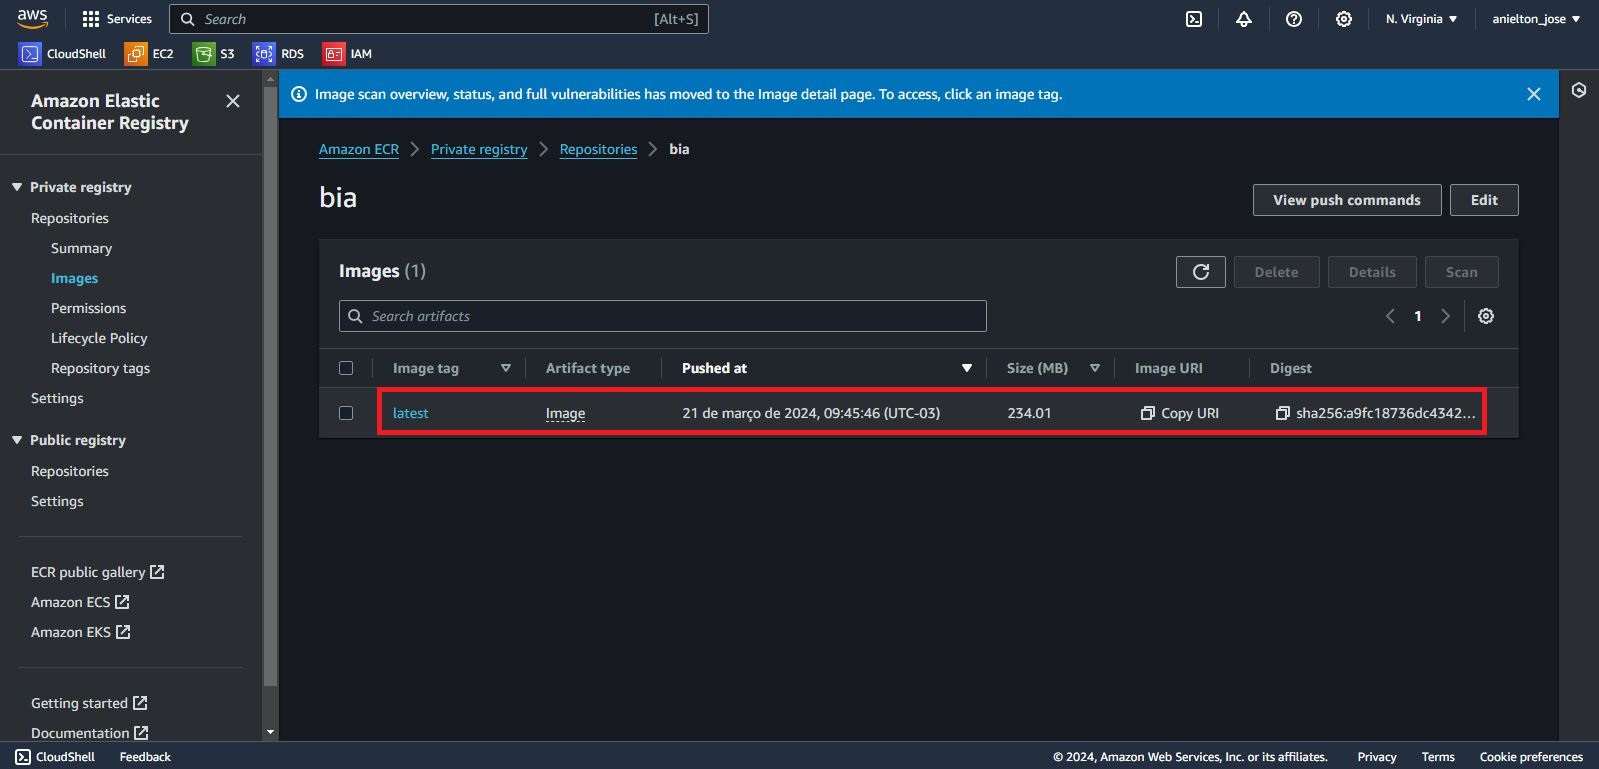 aws Services Search [Alt+S] N. Virginia anielton_jose
CloudShell EC2 S3 RDS IAM
Amazon Elastic
Container Registry
Private registry
Repositories
Summary
Images
Permissions
Lifecycle Policy
Repository tags
Settings
Public registry
Repositories
Settings
ECR public gallery
Amazon ECS
Amazon EKS
Getting started
Documentation
Image scan overview, status, and full vulnerabilities has moved to the Image detail page. To access, click an image tag.
Amazon ECR Private registry Repositories bia
bia View push commands Edit
Images (1) Delete Details Scan
Search artifacts 1
Image tag Artifact type Pushed at Size (MB) Image URI Digest
latest Image 21 de março de 2024, 09:45:46 (UTC-03) 234.01 Copy URI sha256:a9fc18736dc4342...
CloudShell Feedback © 2024, Amazon Web Services, Inc. or its affiliates. Privacy Terms Cookie preferences